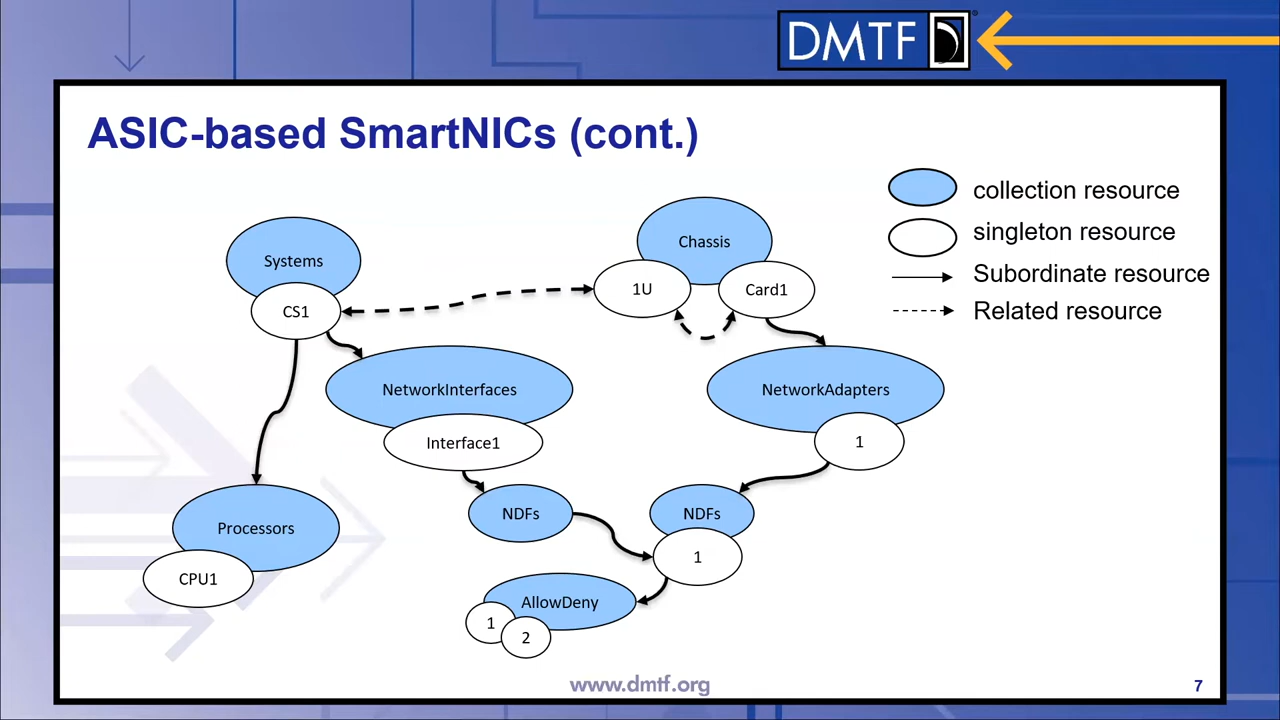 DMTF
ASIC-based SmartNICs (cont.)
collection resource
singleton resource
Subordinate resource
Related resource
Systems
CS1
Chassis
1U
Card1
NetworkInterfaces
Interface1
NetworkAdapters
1
Processors
CPU1
NDFs
NDFs
1
AllowDeny
1
2
www.dmtf.org
7